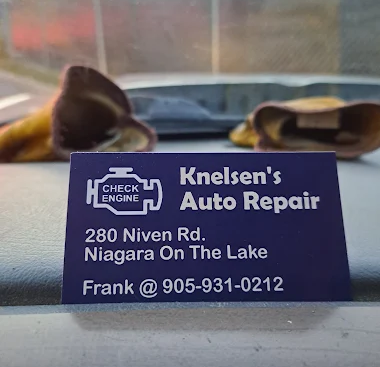 CHECK
ENGINE
Knelsen's
Auto Repair
280 Niven Rd.
Niagara On The Lake
Frank @ 905-931-0212